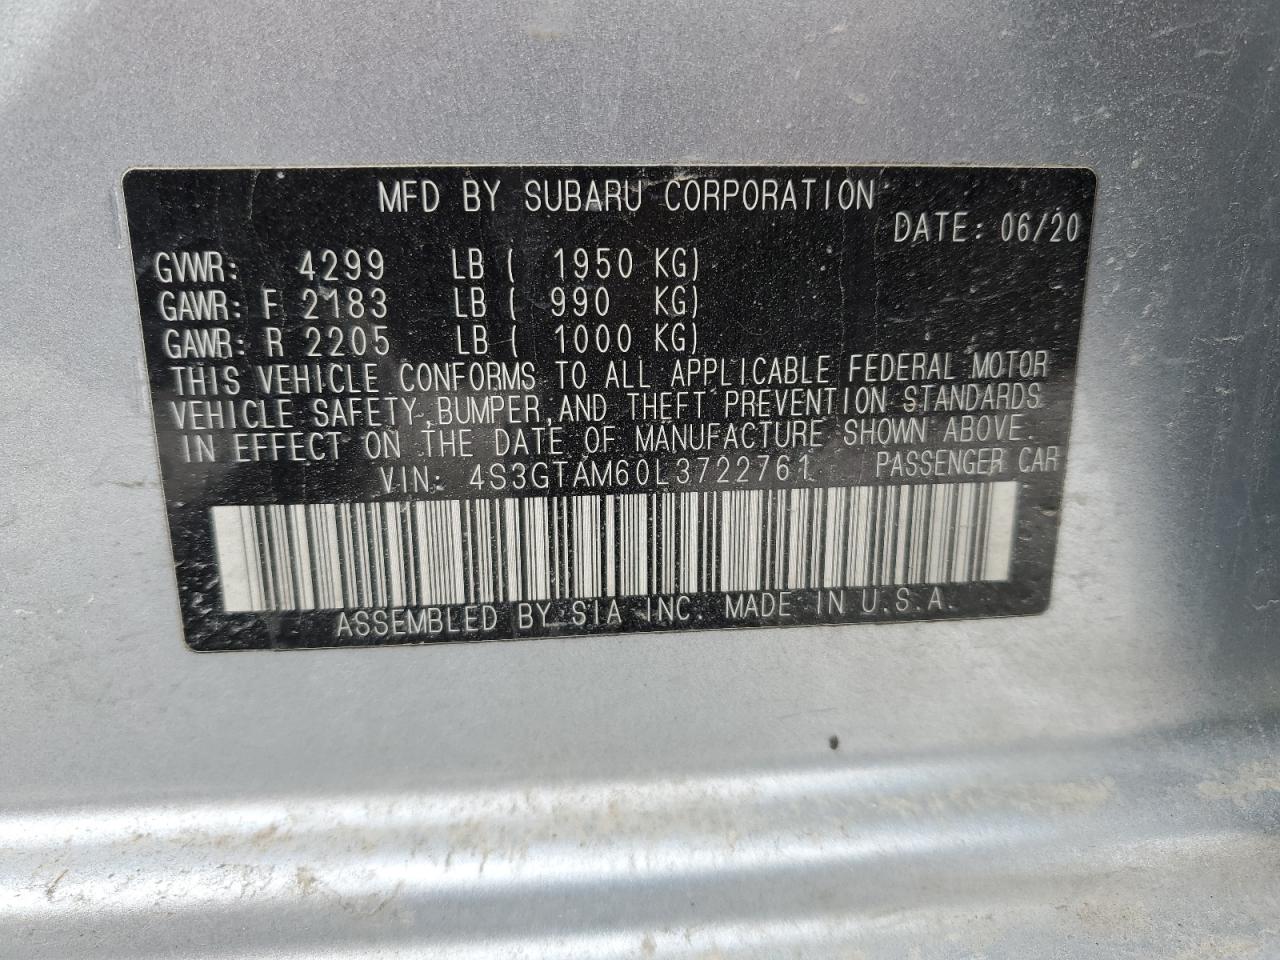 MFD BY SUBARU CORPORATION
DATE: 06/20
GVWR: 4299 LB ( 1950 KG)
GAWR: F 2183 LB ( 990 KG)
GAWR: R 2205 LB ( 1000 KG)
THIS VEHICLE CONFORMS TO ALL APPLICABLE FEDERAL MOTOR
VEHICLE SAFETY, BUMPER, AND THEFT PREVENTION STANDARDS
IN EFFECT ON THE DATE OF MANUFACTURE SHOWN ABOVE.
VIN: 4S3GTAM60L3722761 PASSENGER CAR
ASSEMBLED BY SIA INC. MADE IN U.S.A.